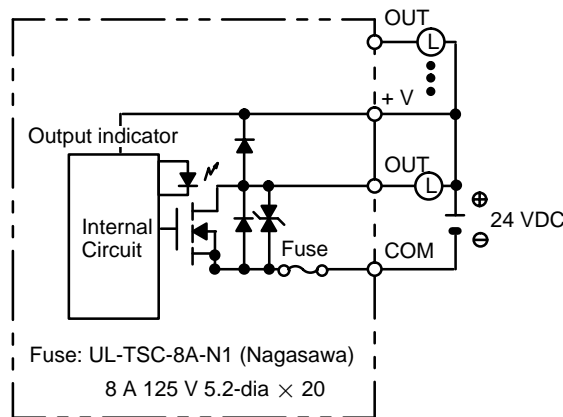 OUT
L
+ V
Output indicator
OUT
L
Internal
Circuit
Fuse
COM
⊕
24 VDC
⊖
Fuse: UL-TSC-8A-N1 (Nagasawa)
8 A 125 V 5.2-dia × 20